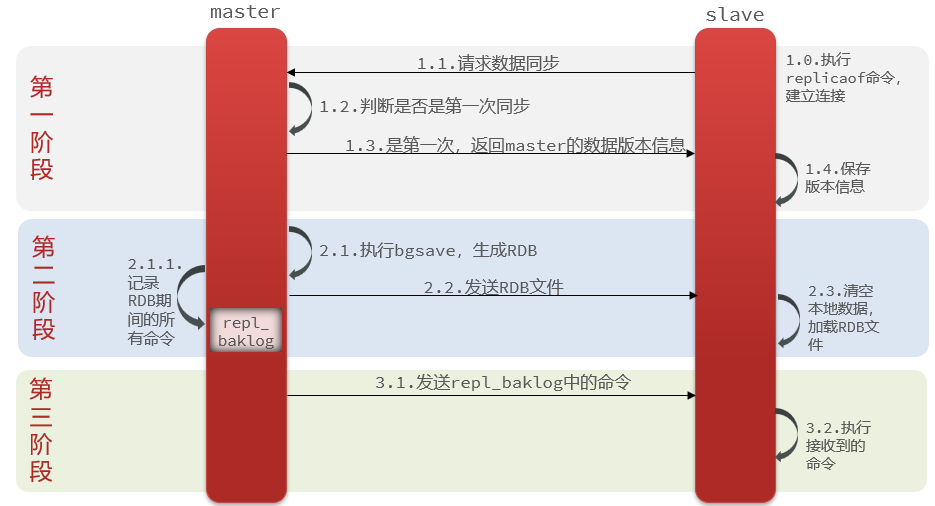 master
slave
第
一
阶
段
1.0.执行
replicaof命令，
建立连接
1.1.请求数据同步
1.2.判断是否是第一次同步
1.3.是第一次，返回master的数据版本信息
1.4.保存
版本信息
第
二
阶
段
2.1.执行bgsave，生成RDB
2.1.1.
记录
RDB期
间的所
有命令
repl_
baklog
2.2.发送RDB文件
2.3.清空
本地数据，
加载RDB文
件
第
三
阶
段
3.1.发送repl_baklog中的命令
3.2.执行
接收到的
命令